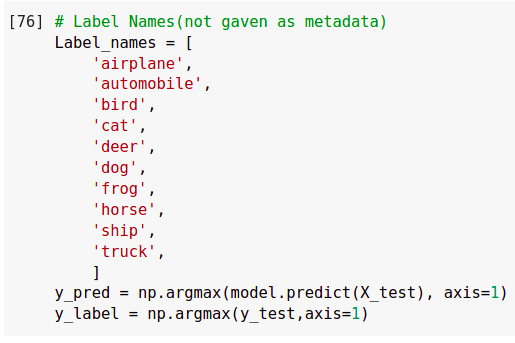 [76] # Label Names(not gaven as metadata)
Label_names = [
'airplane',
'automobile',
'bird',
'cat',
'deer',
'dog',
'frog',
'horse',
'ship',
'truck',
]
y_pred = np.argmax(model.predict(X_test), axis=1)
y_label = np.argmax(y_test,axis=1)